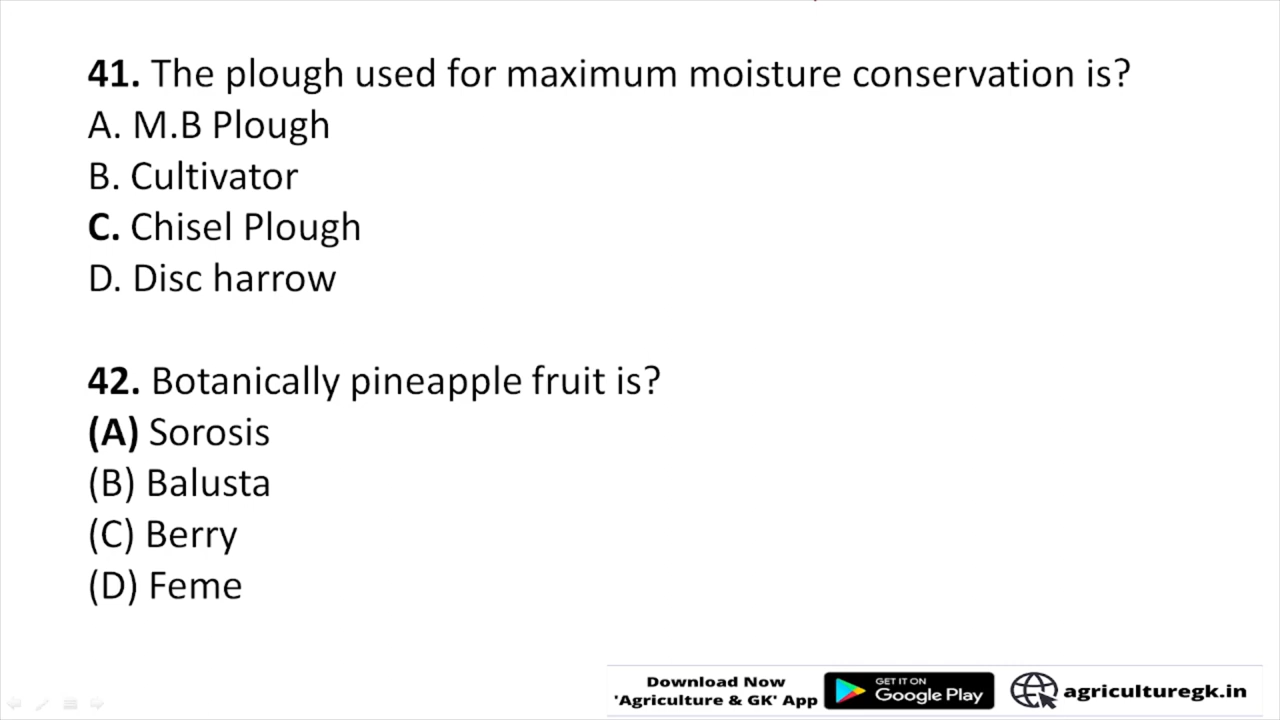 41. The plough used for maximum moisture conservation is?
A. M.B Plough
B. Cultivator
C. Chisel Plough
D. Disc harrow
42. Botanically pineapple fruit is?
(A) Sorosis
(B) Balusta
(C) Berry
(D) Feme
Download Now
'Agriculture & GK' App
GET IT ON
Google Play
agriculturegk.in